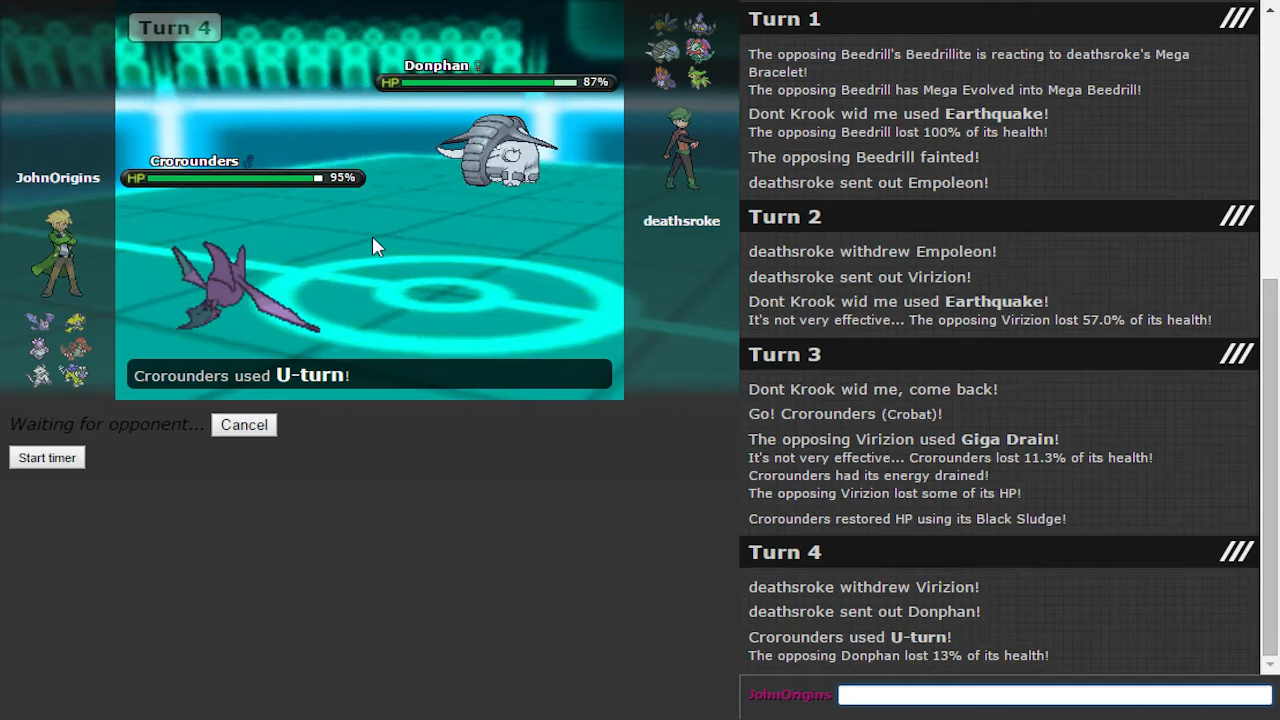 Turn 4
Donphan
HP 87%
Crorounders
HP 95%
JohnOrigins
deathsroke
Crorounders used U-turn!
Waiting for opponent... Cancel
Start timer
Turn 1
The opposing Beedrill's Beedrillite is reacting to deathsroke's Mega
Bracelet!
The opposing Beedrill has Mega Evolved into Mega Beedrill!
Dont Krook wid me used Earthquake!
The opposing Beedrill lost 100% of its health!
The opposing Beedrill fainted!
deathsroke sent out Empoleon!
Turn 2
deathsroke withdrew Empoleon!
deathsroke sent out Virizion!
Dont Krook wid me used Earthquake!
It's not very effective... The opposing Virizion lost 57.0% of its health!
Turn 3
Dont Krook wid me, come back!
Go! Crorounders (Crobat)!
The opposing Virizion used Giga Drain!
It's not very effective... Crorounders lost 11.3% of its health!
Crorounders had its energy drained!
The opposing Virizion lost some of its HP!
Crorounders restored HP using its Black Sludge!
Turn 4
deathsroke withdrew Virizion!
deathsroke sent out Donphan!
Crorounders used U-turn!
The opposing Donphan lost 13% of its health!
JohnOrigins